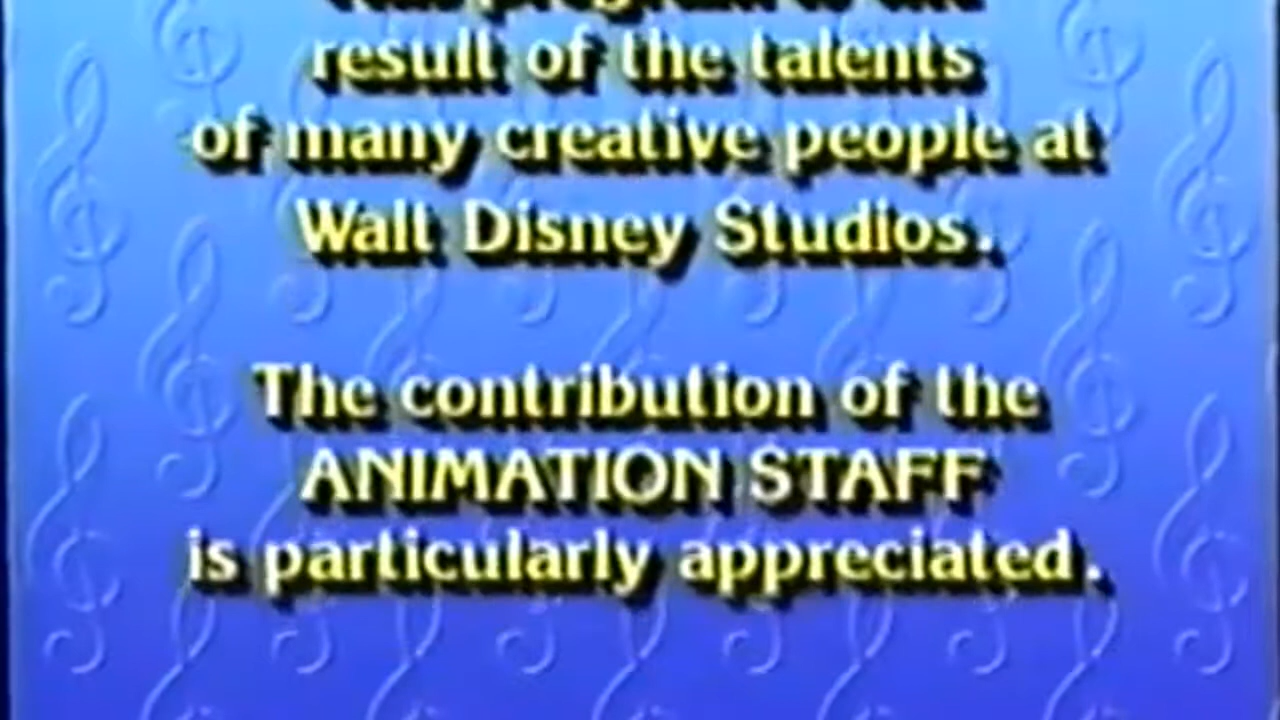 result of the talents
of many creative people at
Walt Disney Studios.
The contribution of the
ANIMATION STAFF
is particularly appreciated.